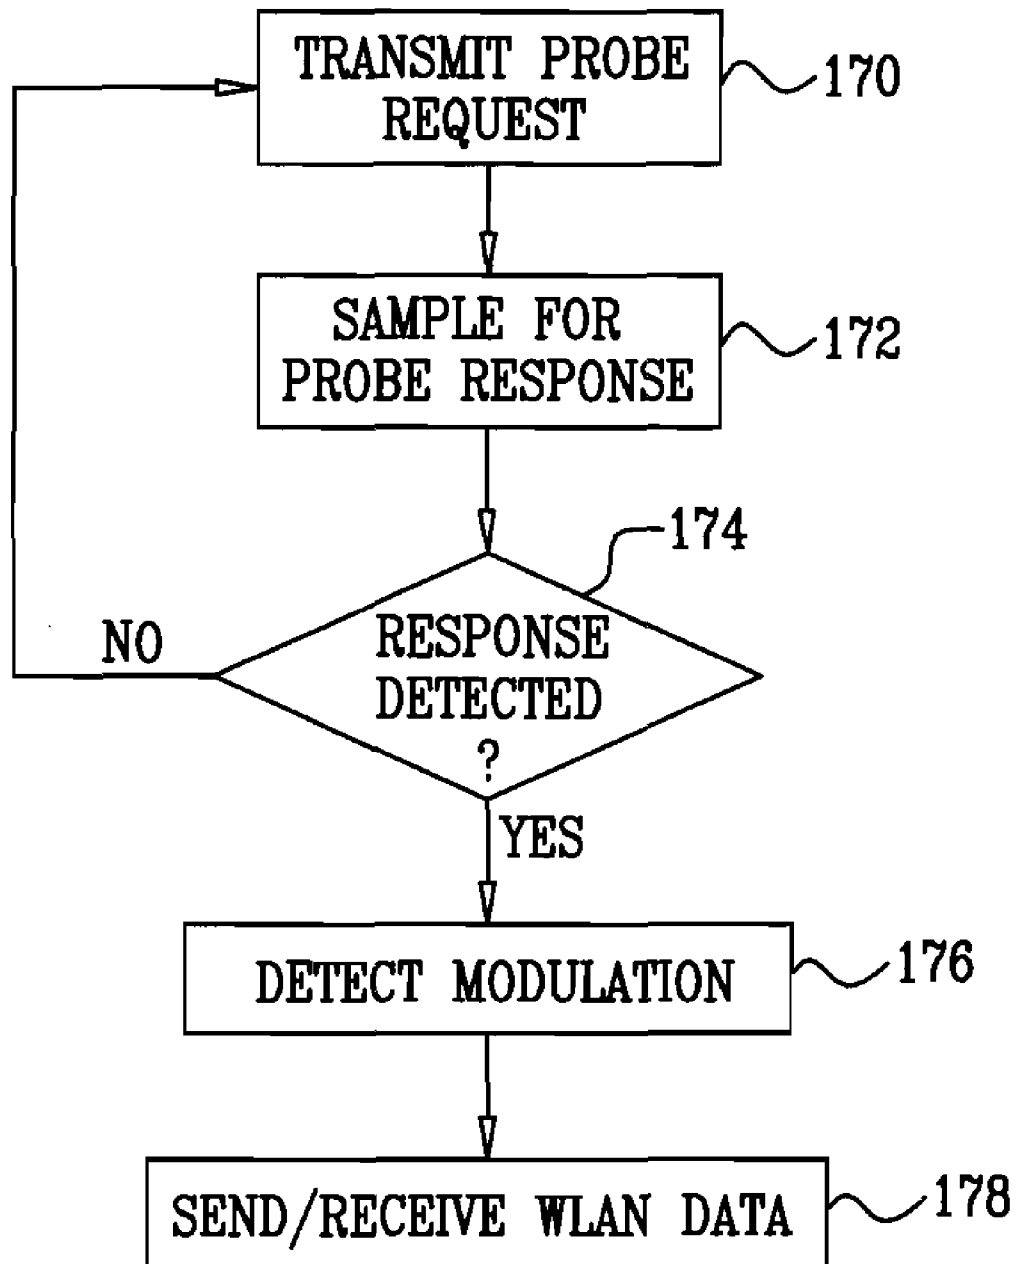 TRANSMIT PROBE
REQUEST
170
SAMPLE FOR
PROBE RESPONSE
172
174
RESPONSE
DETECTED
?
NO
YES
DETECT MODULATION
176
SEND/RECEIVE WLAN DATA
178